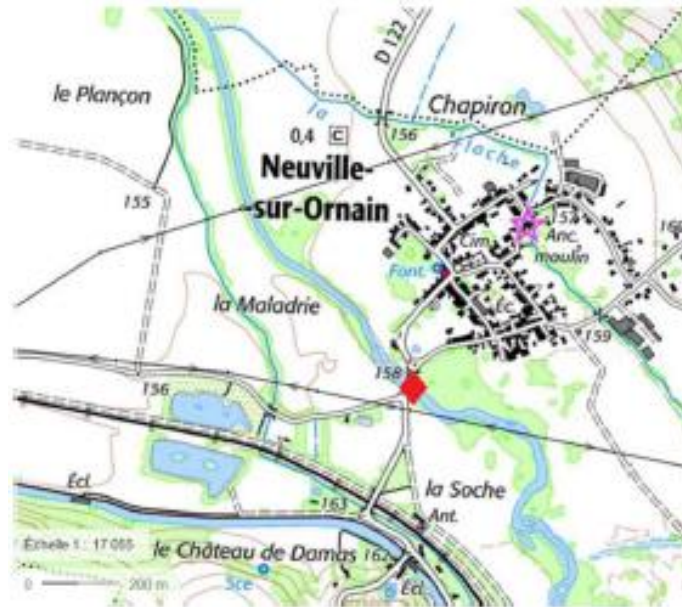 le Plançon
D 122
la
Chapiron
0,4 C
156
Flache
Neuville-
-sur-Ornain
155
157
Cim.
Anc.
moulin
Font.
la Maladrie
Éc.
159
158
156
Écl.
163
la Soche
Ant.
Échelle 1 : 17 055
le Château de Damas
162
0 200 m
Sce
Écl.